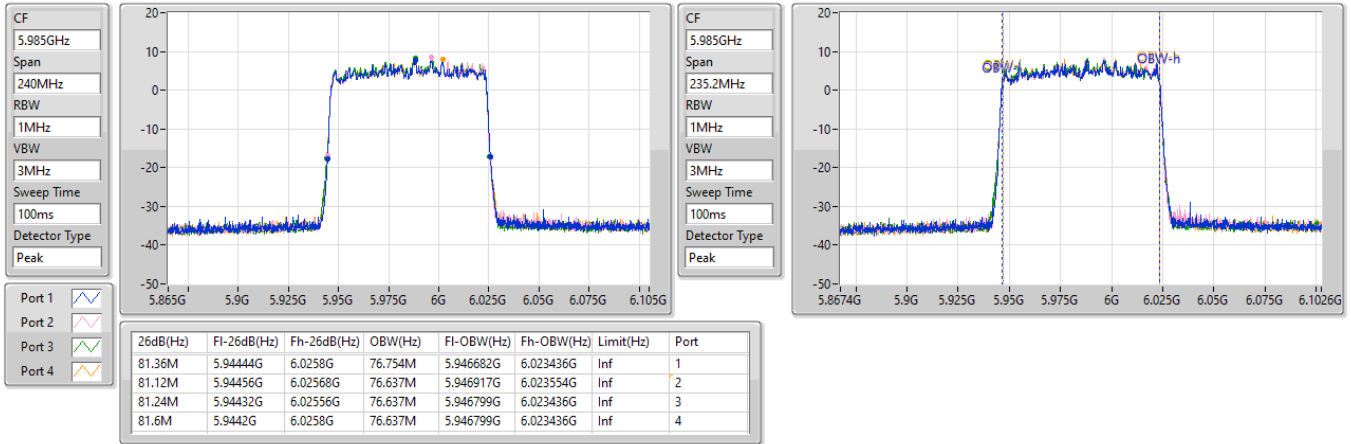 CF
5.985GHz
Span
240MHz
RBW
1MHz
VBW
3MHz
Sweep Time
100ms
Detector Type
Peak
20-
10-
0-
-10-
-20-
-30-
-40-
-50-
5.865G 5.9G 5.925G 5.95G 5.975G 6G 6.025G 6.05G 6.075G 6.105G
CF
5.985GHz
Span
235.2MHz
RBW
1MHz
VBW
3MHz
Sweep Time
100ms
Detector Type
Peak
20-
10-
0-
-10-
-20-
-30-
-40-
-50-
OBW-l
OBW-h
5.8674G 5.9G 5.925G 5.95G 5.975G 6G 6.025G 6.05G 6.075G 6.1026G
Port 1
Port 2
Port 3
Port 4
26dB(Hz) Fl-26dB(Hz) Fh-26dB(Hz) OBW(Hz) Fl-OBW(Hz) Fh-OBW(Hz) Limit(Hz) Port
81.36M 5.94444G 6.0258G 76.754M 5.946682G 6.023436G Inf 1
81.12M 5.94456G 6.02568G 76.637M 5.946917G 6.023554G Inf 2
81.24M 5.94432G 6.02556G 76.637M 5.946799G 6.023436G Inf 3
81.6M 5.9442G 6.0258G 76.637M 5.946799G 6.023436G Inf 4